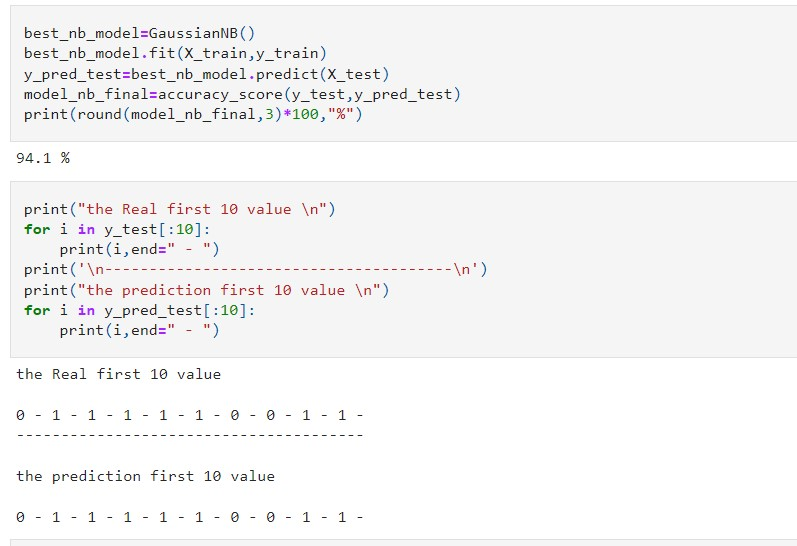 best_nb_model=GaussianNB()
best_nb_model.fit(X_train,y_train)
y_pred_test=best_nb_model.predict(X_test)
model_nb_final=accuracy_score(y_test,y_pred_test)
print(round(model_nb_final,3)*100,"%")
94.1 %
print("the Real first 10 value \n")
for i in y_test[:10]:
    print(i,end=" - ")
print('\n---------------------------------------\n')
print("the prediction first 10 value \n")
for i in y_pred_test[:10]:
    print(i,end=" - ")
the Real first 10 value
0 - 1 - 1 - 1 - 1 - 1 - 0 - 0 - 1 - 1 -
---------------------------------------
the prediction first 10 value
0 - 1 - 1 - 1 - 1 - 1 - 0 - 0 - 1 - 1 -